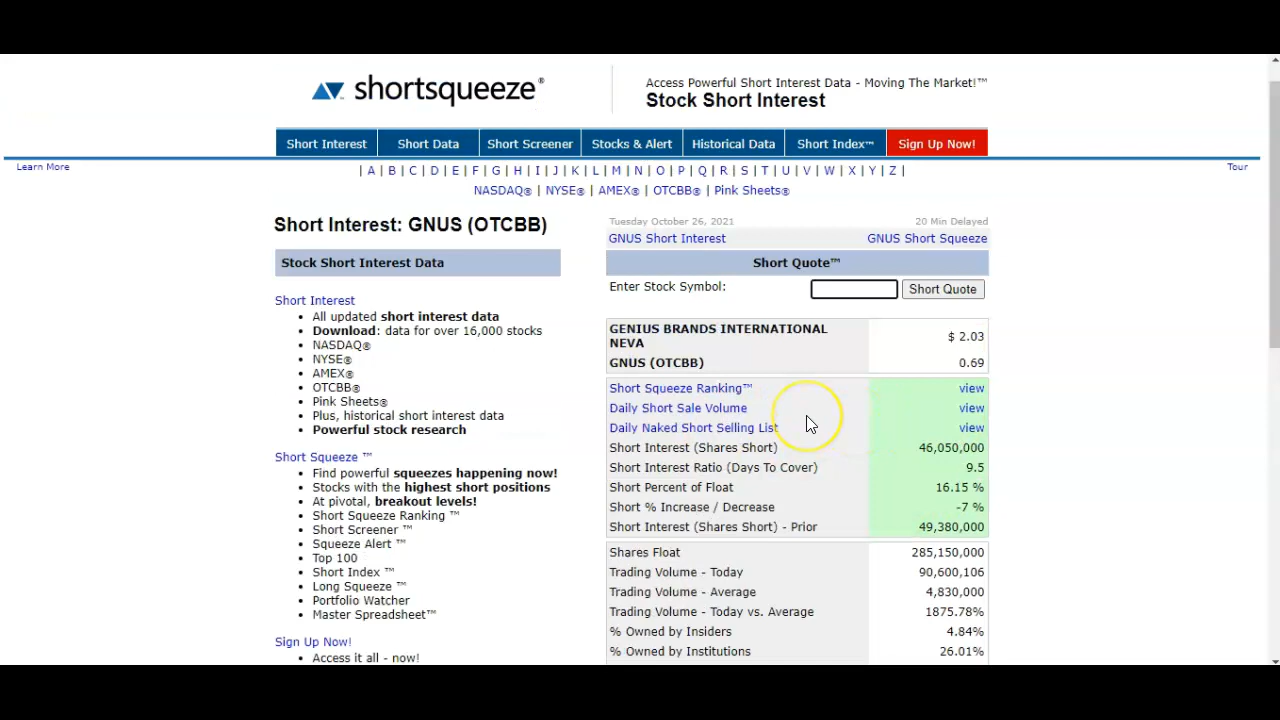 shortsqueeze®
Access Powerful Short Interest Data - Moving The Market!™
Stock Short Interest
Short Interest Short Data Short Screener Stocks & Alert Historical Data Short Index™ Sign Up Now!
Learn More
| A | B | C | D | E | F | G | H | I | J | K | L | M | N | O | P | Q | R | S | T | U | V | W | X | Y | Z |
Tour
NASDAQ® | NYSE® | AMEX® | OTCBB® | Pink Sheets®
Short Interest: GNUS (OTCBB)
Stock Short Interest Data
Short Interest
• All updated short interest data
• Download: data for over 16,000 stocks
• NASDAQ®
• NYSE®
• AMEX®
• OTCBB®
• Pink Sheets®
• Plus, historical short interest data
• Powerful stock research
Short Squeeze ™
• Find powerful squeezes happening now!
• Stocks with the highest short positions
• At pivotal, breakout levels!
• Short Squeeze Ranking ™
• Short Screener ™
• Squeeze Alert ™
• Top 100
• Short Index ™
• Long Squeeze ™
• Portfolio Watcher
• Master Spreadsheet™
Sign Up Now!
• Access it all - now!
Tuesday October 26, 2021 20 Min Delayed
GNUS Short Interest GNUS Short Squeeze
Short Quote™
Enter Stock Symbol: Short Quote
GENIUS BRANDS INTERNATIONAL
NEVA $ 2.03
GNUS (OTCBB) 0.69
Short Squeeze Ranking™ view
Daily Short Sale Volume view
Daily Naked Short Selling List view
Short Interest (Shares Short) 46,050,000
Short Interest Ratio (Days To Cover) 9.5
Short Percent of Float 16.15 %
Short % Increase / Decrease -7 %
Short Interest (Shares Short) - Prior 49,380,000
Shares Float 285,150,000
Trading Volume - Today 90,600,106
Trading Volume - Average 4,830,000
Trading Volume - Today vs. Average 1875.78%
% Owned by Insiders 4.84%
% Owned by Institutions 26.01%